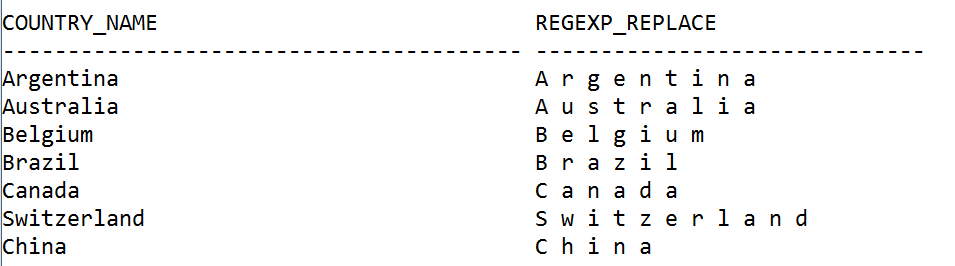 COUNTRY_NAME REGEXP_REPLACE
---------------------------------------- ------------------------------
Argentina A r g e n t i n a
Australia A u s t r a l i a
Belgium B e l g i u m
Brazil B r a z i l
Canada C a n a d a
Switzerland S w i t z e r l a n d
China C h i n a